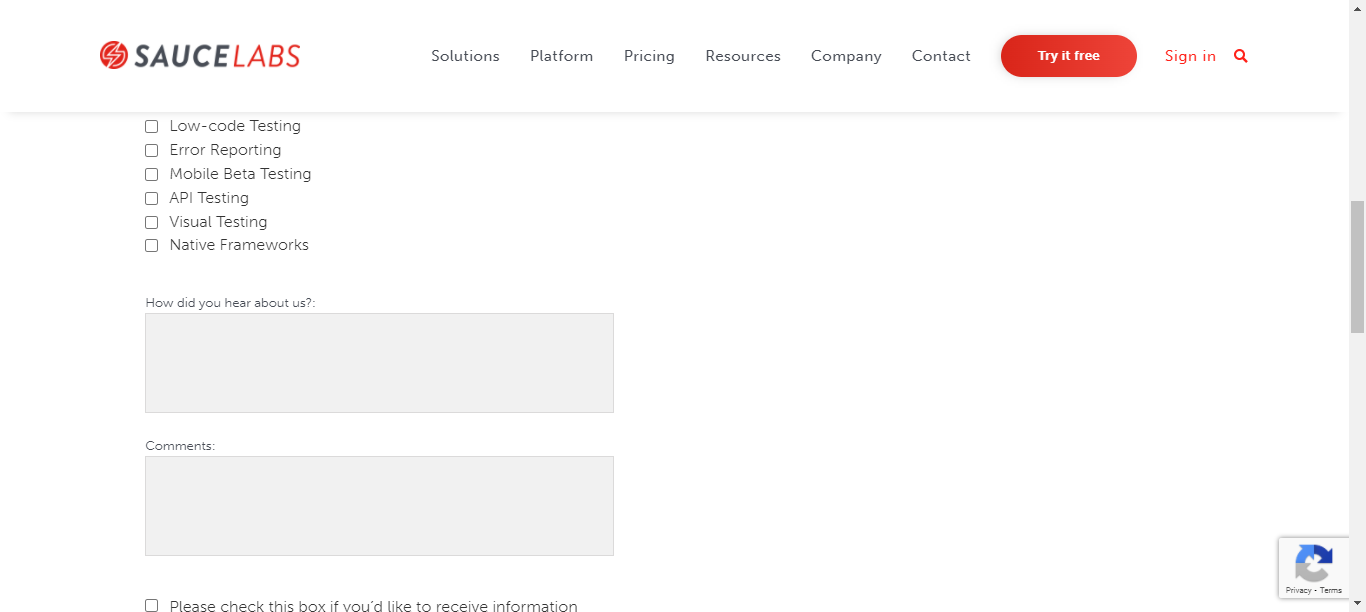 SAUCELABS
Solutions Platform Pricing Resources Company Contact Try it free Sign in
Low-code Testing
Error Reporting
Mobile Beta Testing
API Testing
Visual Testing
Native Frameworks
How did you hear about us?:
Comments:
Privacy - Terms
Please check this box if you’d like to receive information